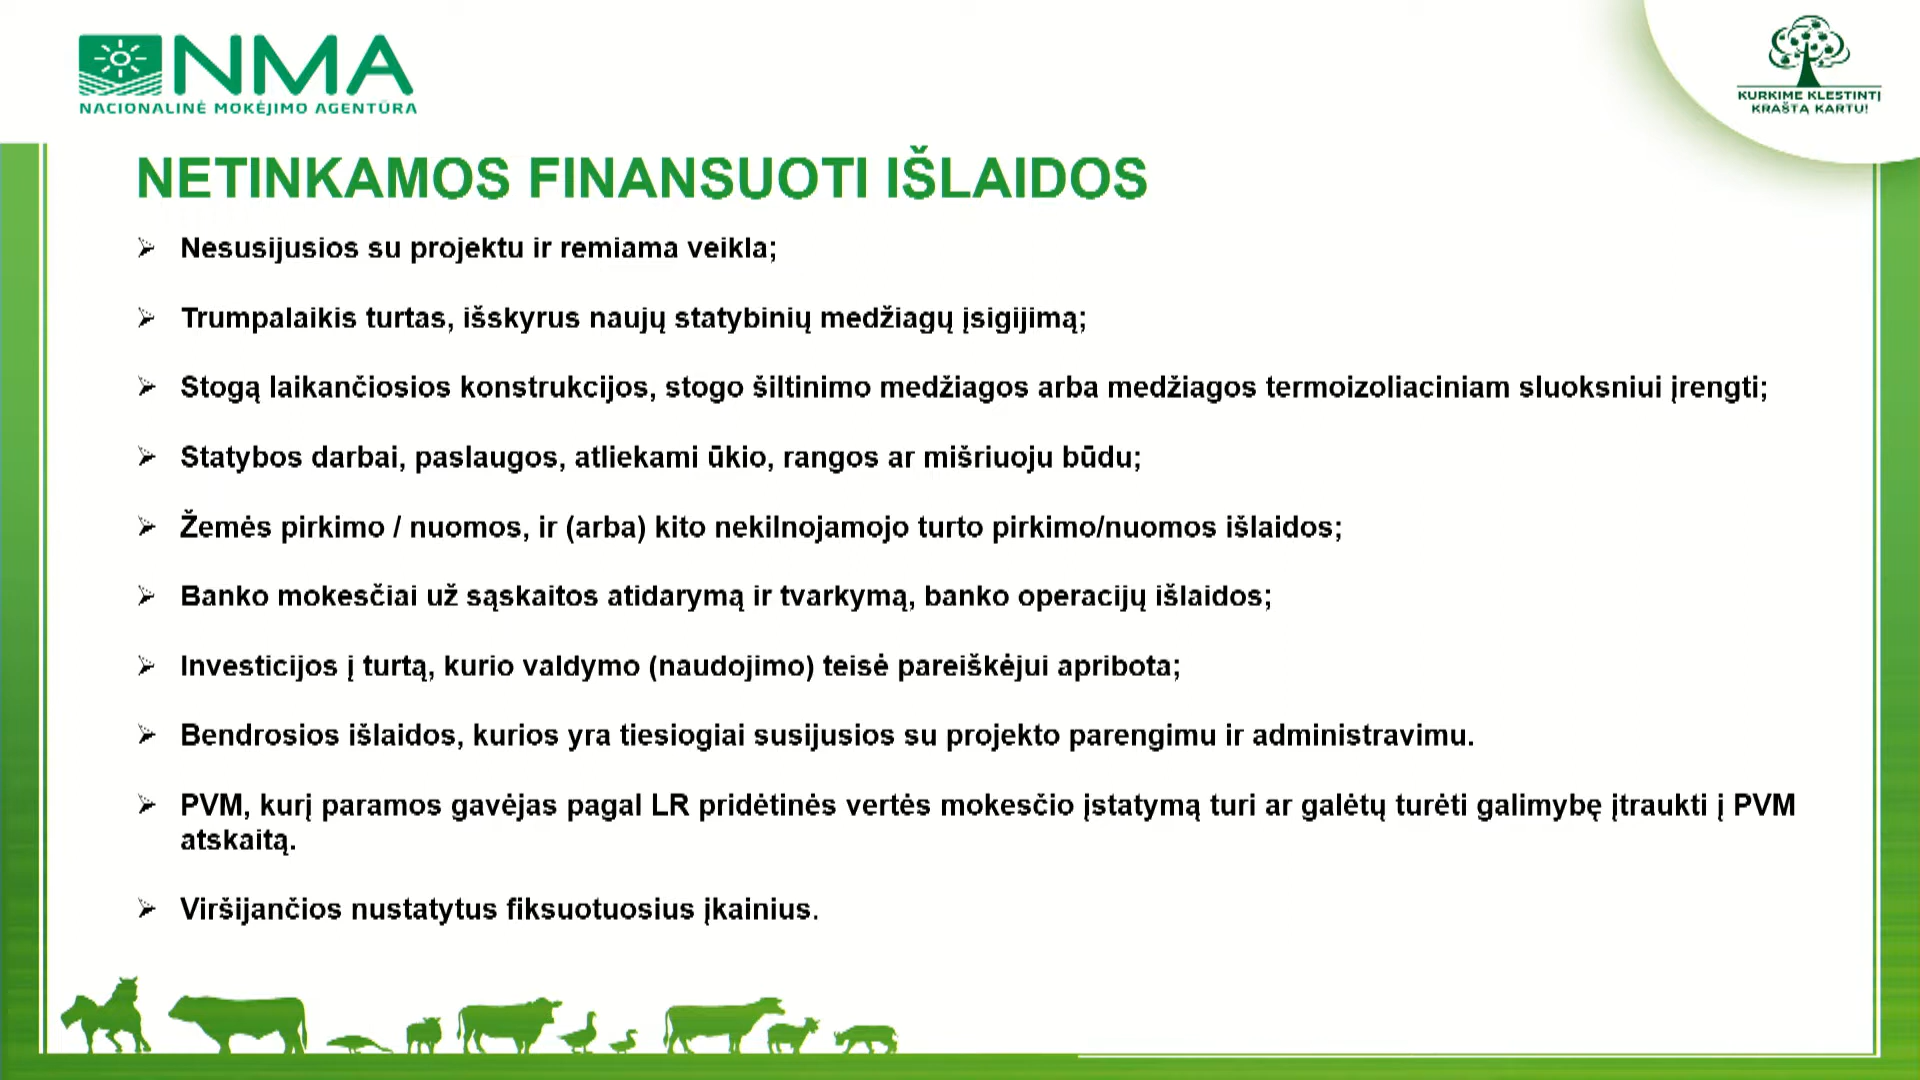 NMA
NACIONALINĖ MOKĖJIMO AGENTŪRA
KURKIME KLESTINTĮ
KRAŠTĄ KARTU!
NETINKAMOS FINANSUOTI IŠLAIDOS
Nesusijusios su projektu ir remiama veikla;
Trumpalaikis turtas, išskyrus naujų statybinių medžiagų įsigijimą;
Stogą laikančiosios konstrukcijos, stogo šiltinimo medžiagos arba medžiagos termoizoliaciniam sluoksniui įrengti;
Statybos darbai, paslaugos, atliekami ūkio, rangos ar mišriuoju būdu;
Žemės pirkimo / nuomos, ir (arba) kito nekilnojamojo turto pirkimo/nuomos išlaidos;
Banko mokesčiai už sąskaitos atidarymą ir tvarkymą, banko operacijų išlaidos;
Investicijos į turtą, kurio valdymo (naudojimo) teisė pareiškėjui apribota;
Bendrosios išlaidos, kurios yra tiesiogiai susijusios su projekto parengimu ir administravimu.
PVM, kurį paramos gavėjas pagal LR pridėtinės vertės mokesčio įstatymą turi ar galėtų turėti galimybę įtraukti į PVM
atskaitą.
Viršijančios nustatytus fiksuotuosius įkainius.